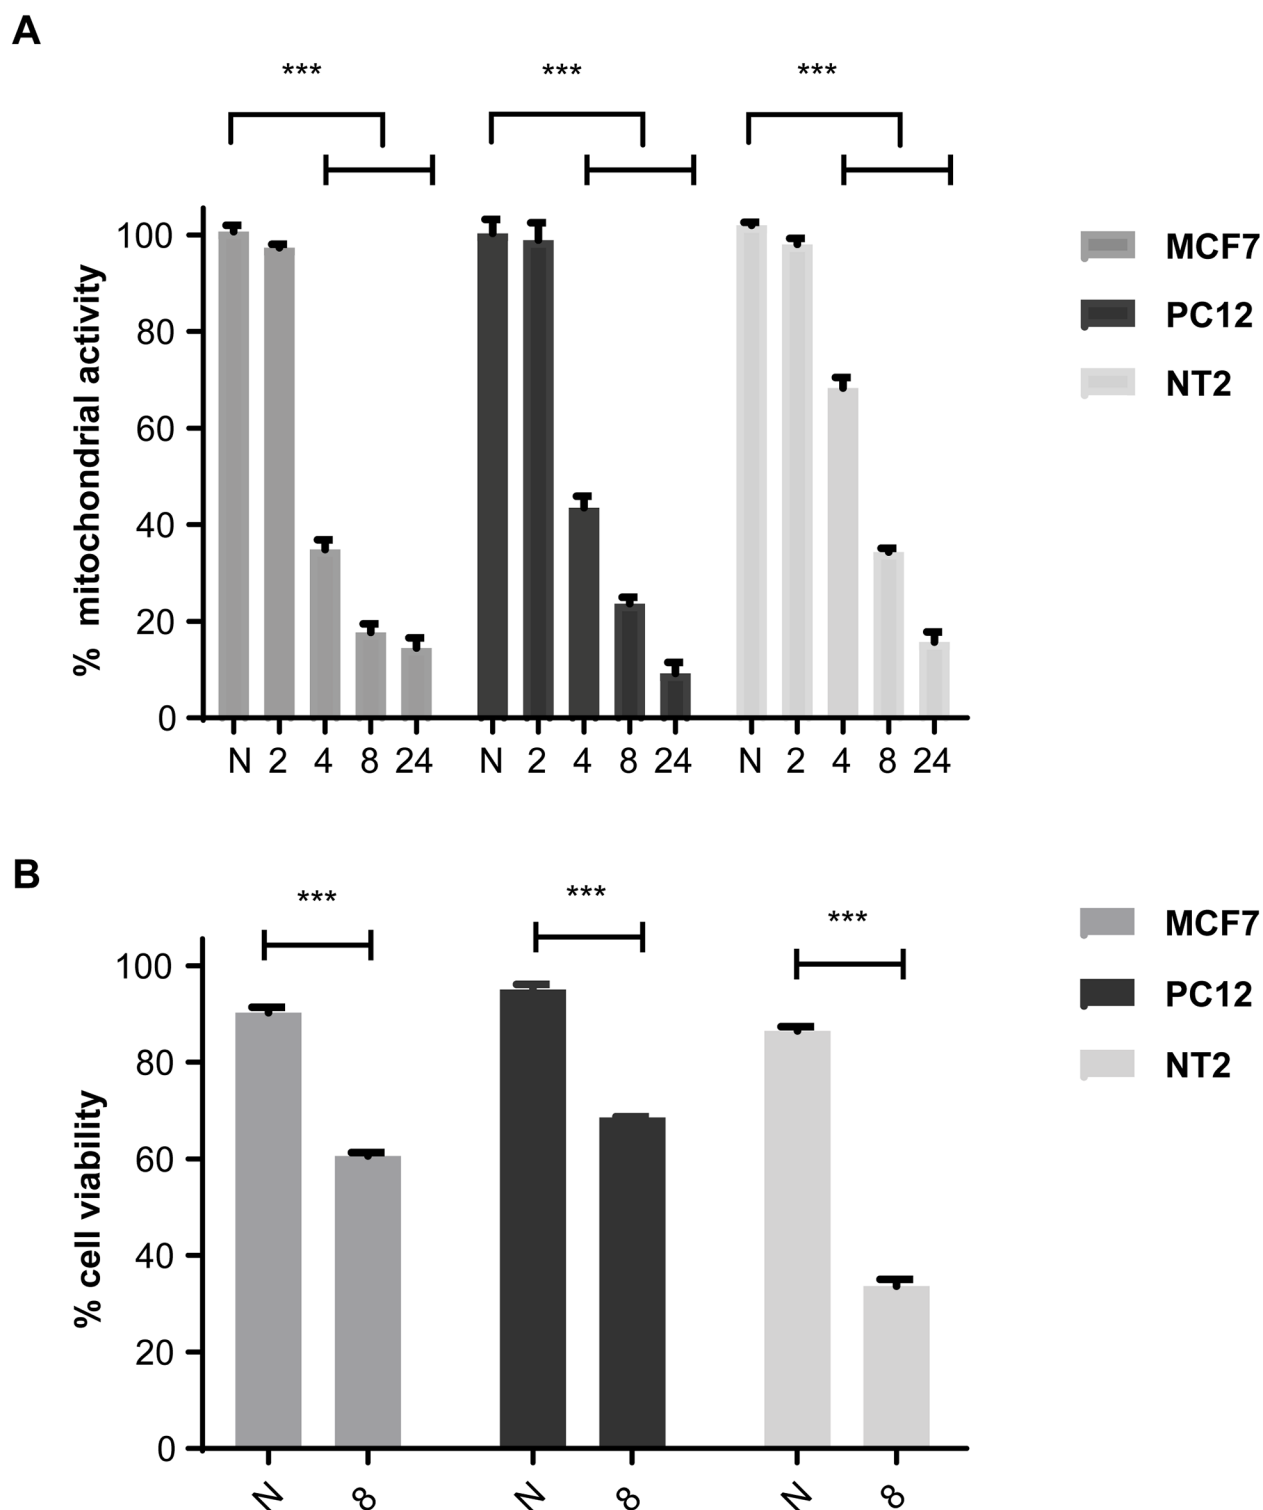 A
*** *** ***
% mitochondrial activity
100
80
60
40
20
0
N 2 4 8 24 N 2 4 8 24 N 2 4 8 24
MCF7
PC12
NT2
B
*** *** ***
% cell viability
100
80
60
40
20
0
N 8 N 8 N 8
MCF7
PC12
NT2